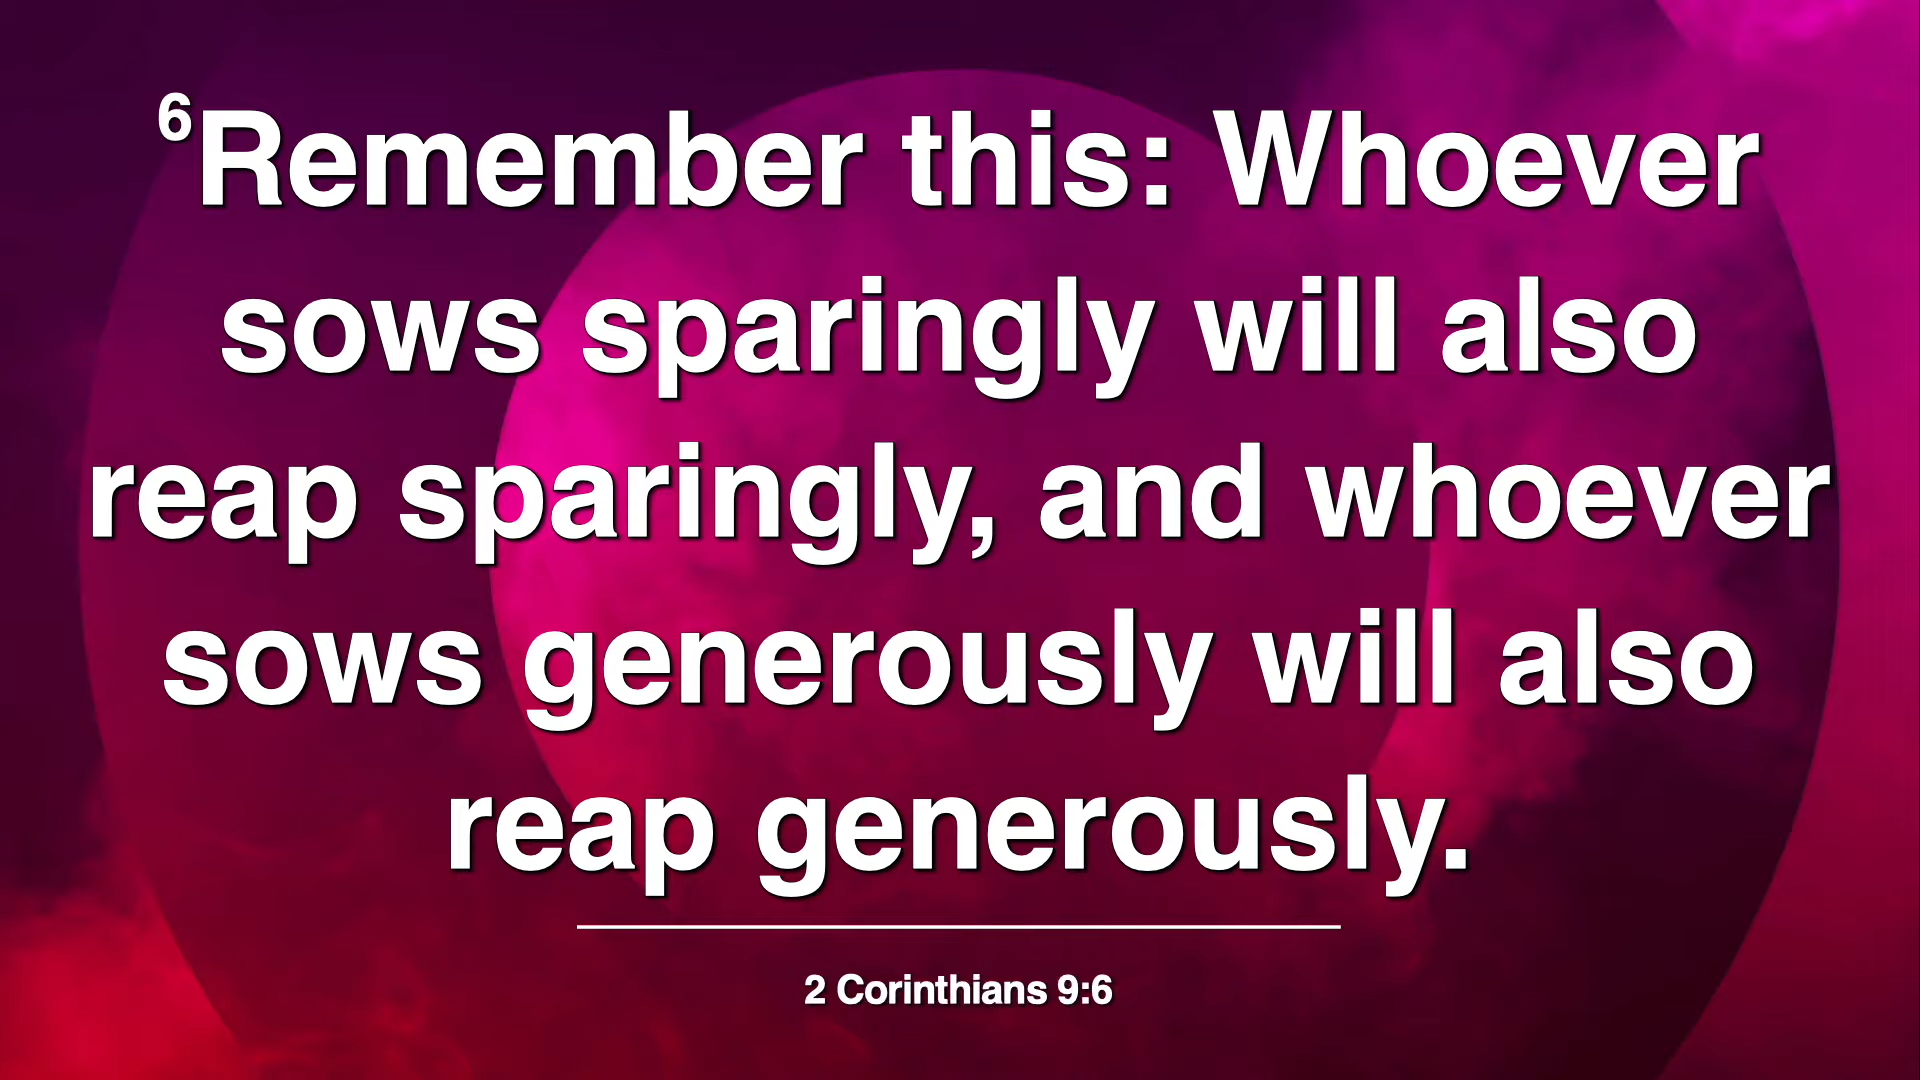 6Remember this: Whoever
sows sparingly will also
reap sparingly, and whoever
sows generously will also
reap generously.
2 Corinthians 9:6